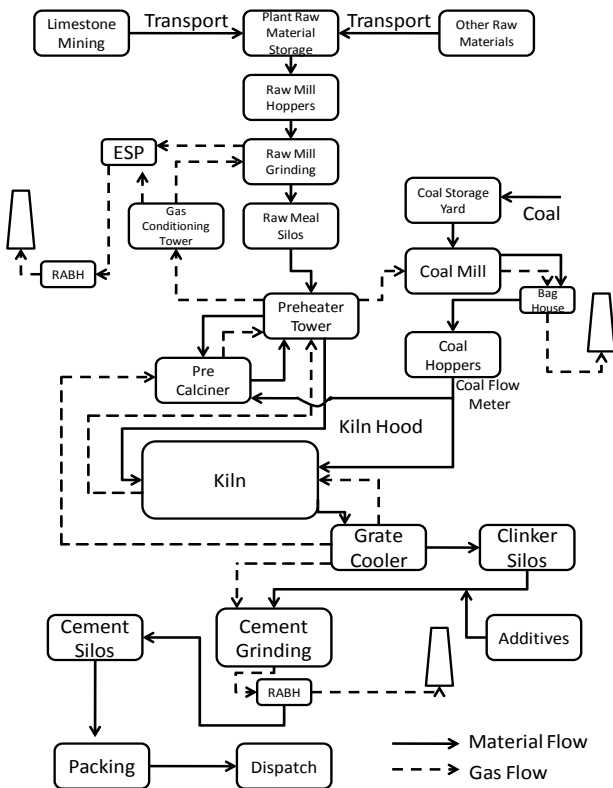 Limestone
Mining
Transport
Plant Raw
Material
Storage
Transport
Other Raw
Materials
Raw Mill
Hoppers
ESP
Raw Mill
Grinding
Gas
Conditioning
Tower
Raw Meal
Silos
Coal Storage
Yard
Coal
RABH
Coal Mill
Bag
House
Preheater
Tower
Coal
Hoppers
Pre
Calciner
Coal Flow
Meter
Kiln Hood
Kiln
Grate
Cooler
Clinker
Silos
Cement
Silos
Cement
Grinding
Additives
RABH
Packing
Dispatch
Material Flow
Gas Flow